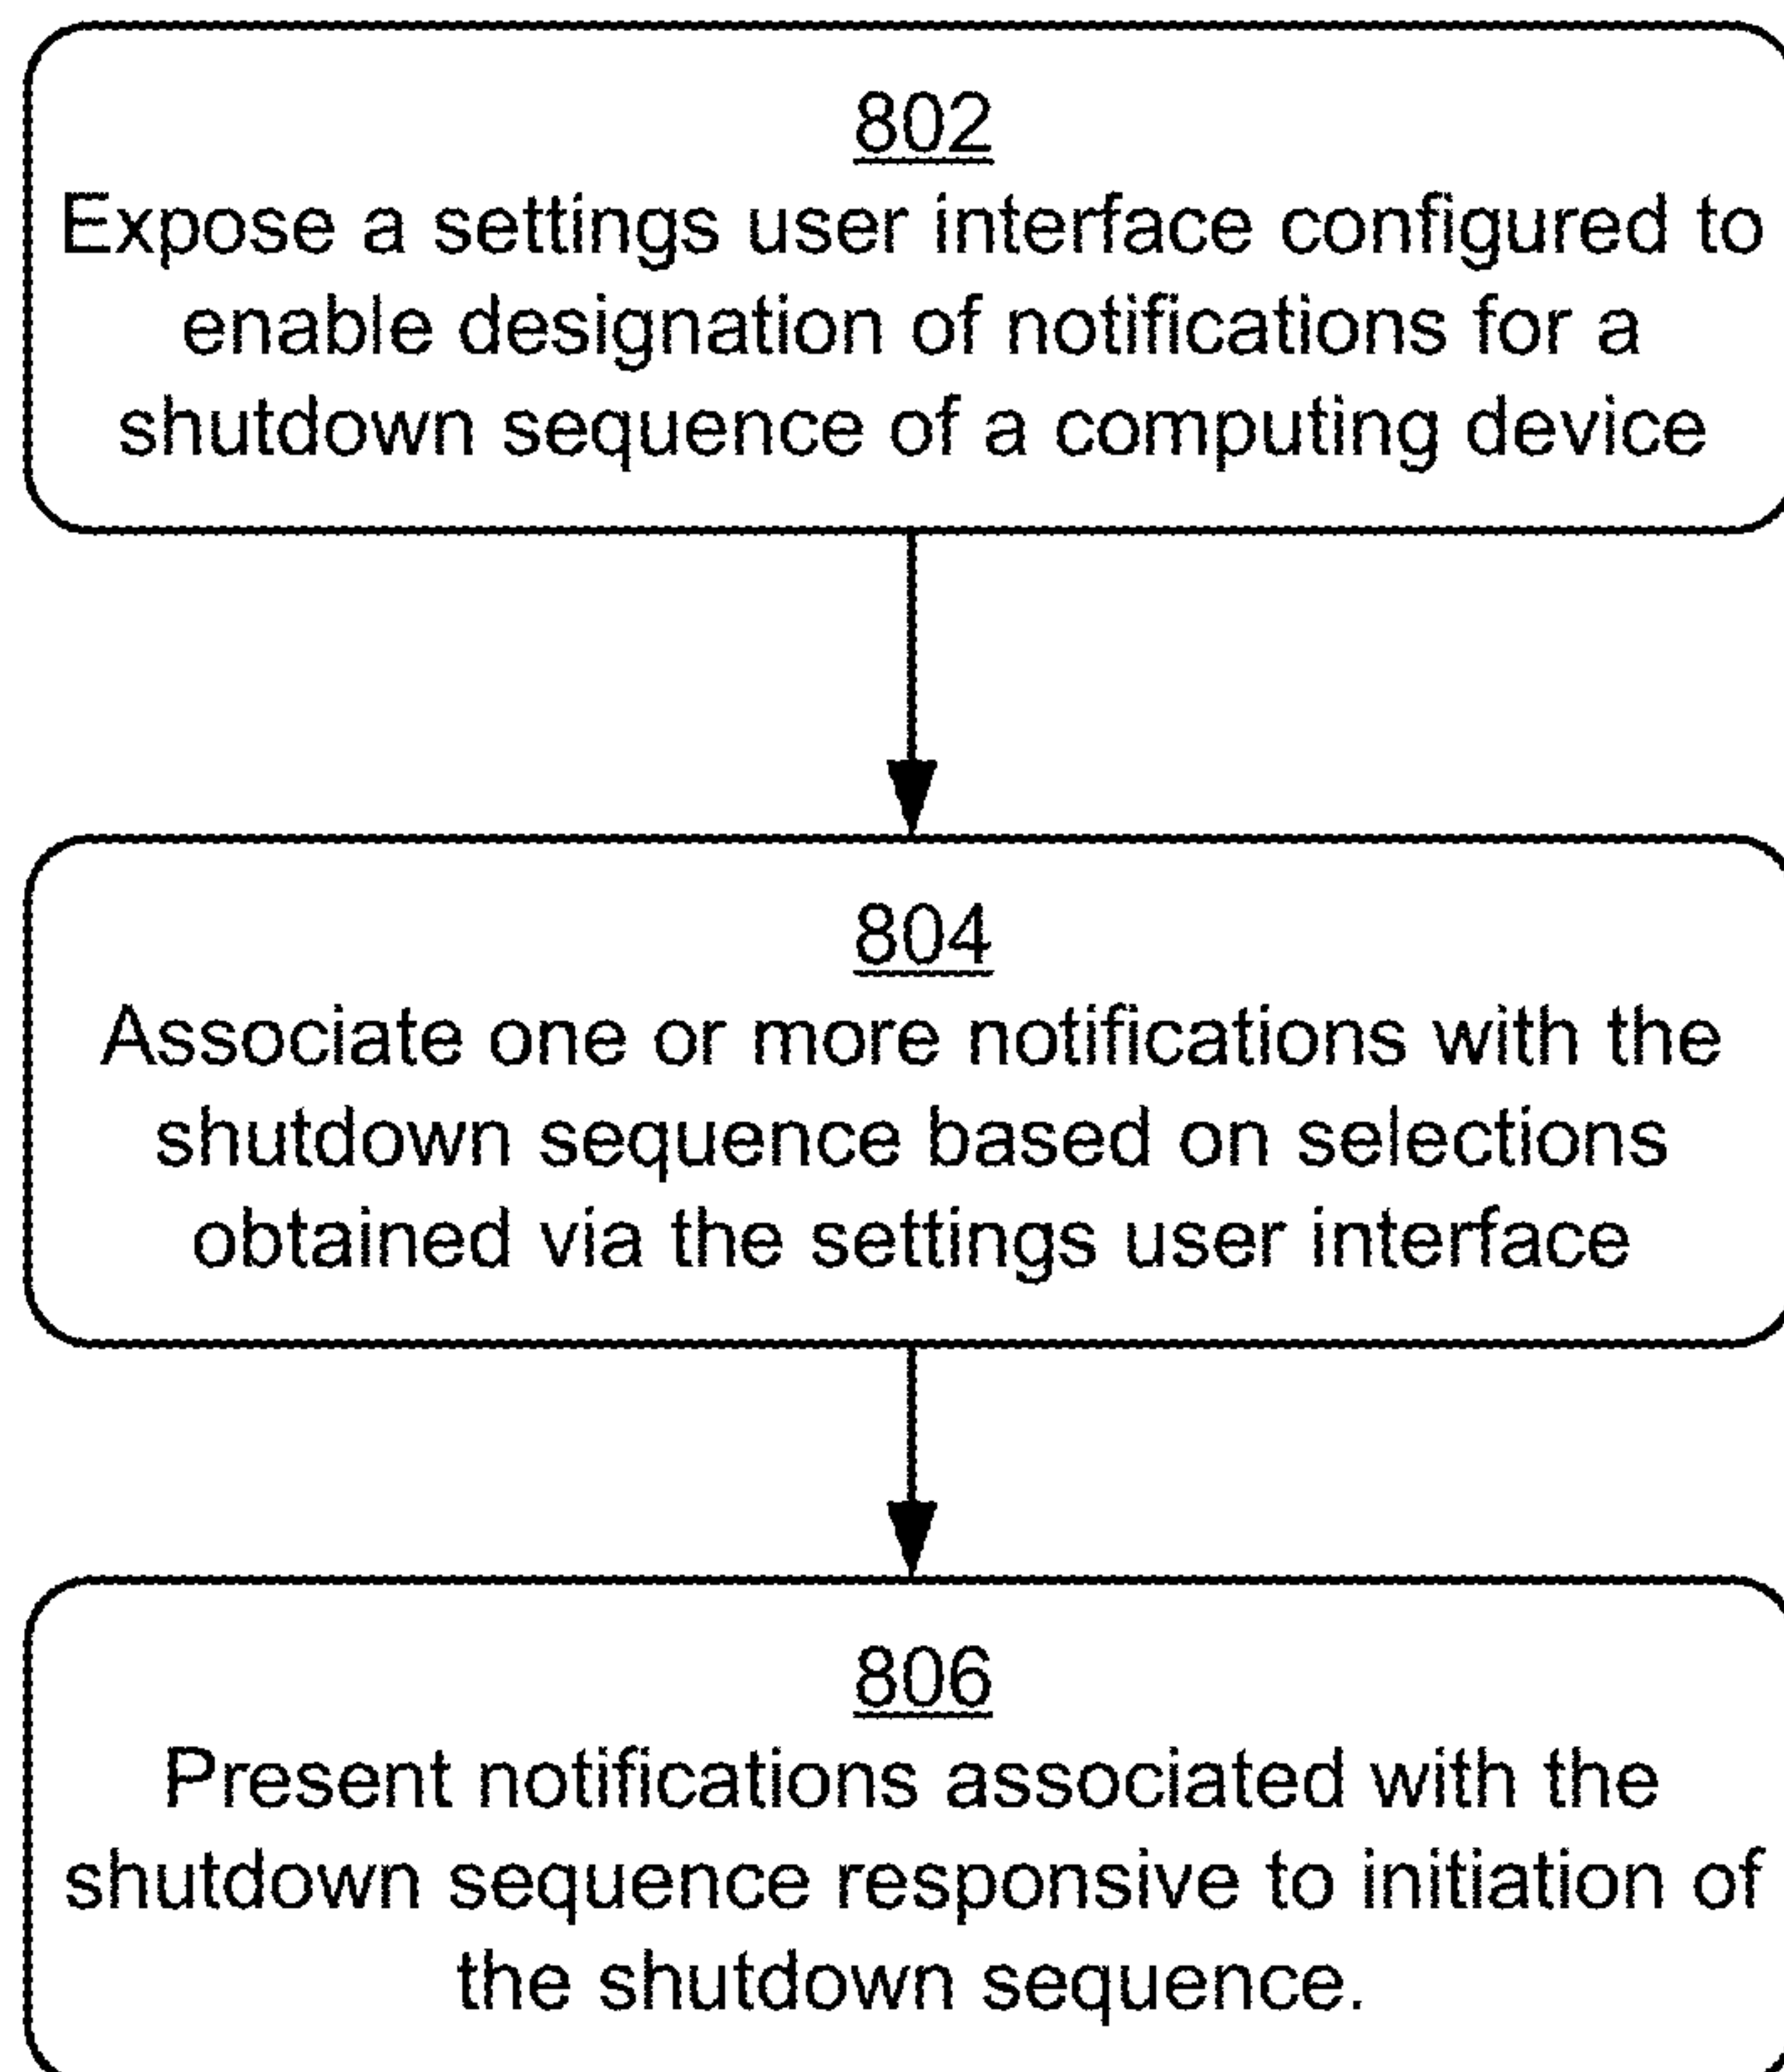 802
Expose a settings user interface configured to
enable designation of notifications for a
shutdown sequence of a computing device
804
Associate one or more notifications with the
shutdown sequence based on selections
obtained via the settings user interface
806
Present notifications associated with the
shutdown sequence responsive to initiation of
the shutdown sequence.